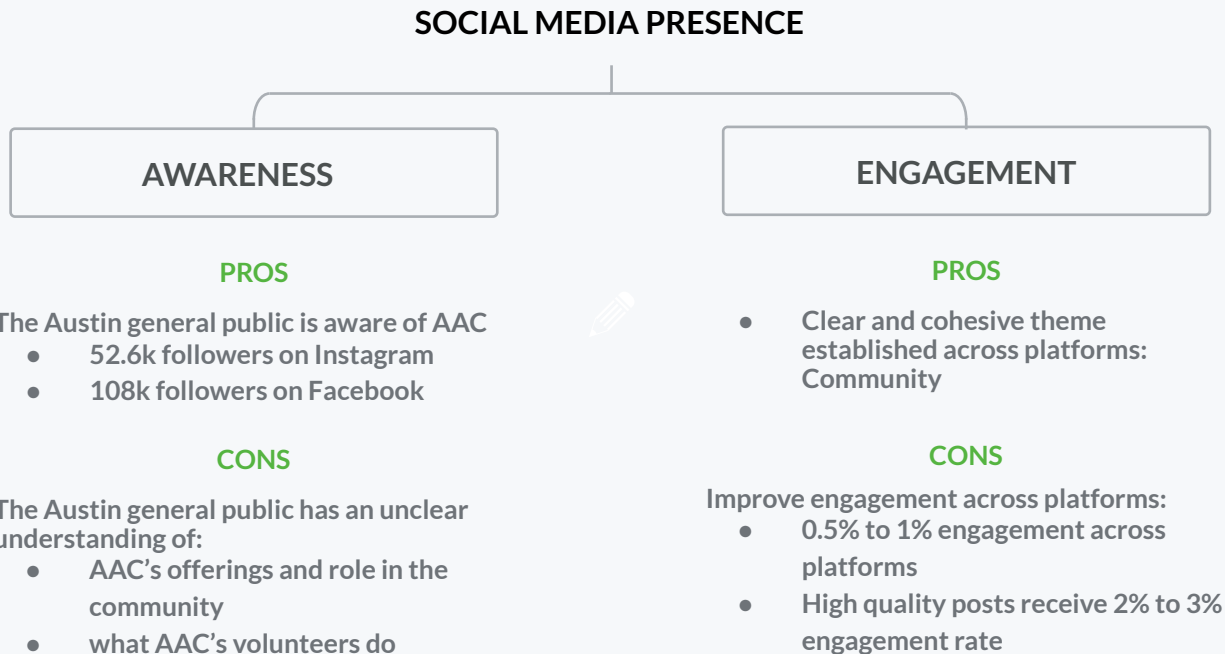 SOCIAL MEDIA PRESENCE
AWARENESS
PROS
The Austin general public is aware of AAC
● 52.6k followers on Instagram
● 108k followers on Facebook
CONS
The Austin general public has an unclear
understanding of:
● AAC's offerings and role in the
community
● what AAC's volunteers do
ENGAGEMENT
PROS
● Clear and cohesive theme
established across platforms:
Community
CONS
Improve engagement across platforms:
● 0.5% to 1% engagement across
platforms
● High quality posts receive 2% to 3%
engagement rate